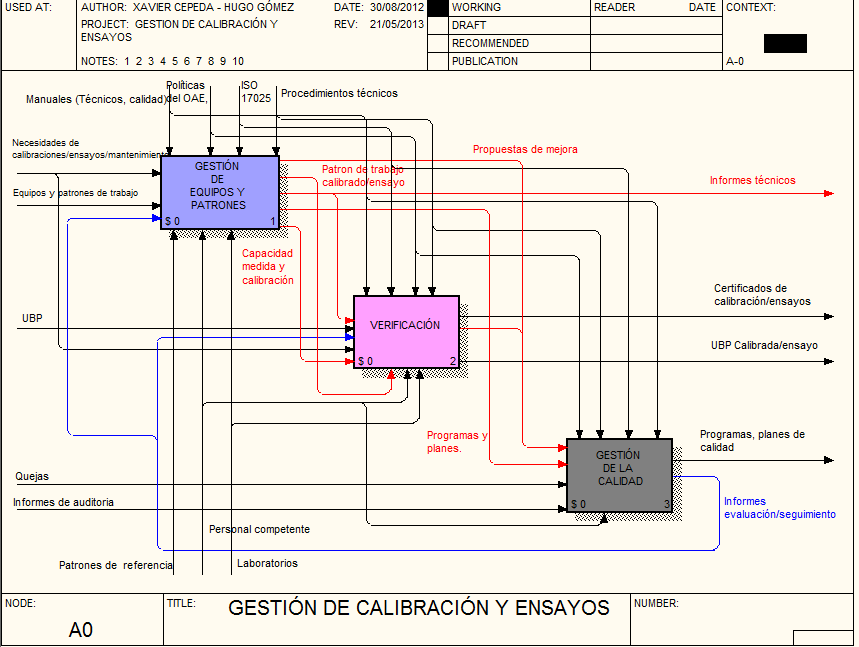 USED AT:
AUTHOR: XAVIER CEPEDA - HUGO GÓMEZ
DATE: 30/08/2012
PROJECT: GESTION DE CALIBRACIÓN Y
ENSAYOS
REV: 21/05/2013
NOTES: 1 2 3 4 5 6 7 8 9 10
WORKING
DRAFT
RECOMMENDED
PUBLICATION
READER DATE
CONTEXT:
A-0
Manuales (Técnicos, calidad)
Políticas
del OAE,
ISO
17025
Procedimientos técnicos
Necesidades de
calibraciones/ensayos/mantenimiento
Equipos y patrones de trabajo
GESTIÓN
DE
EQUIPOS Y
PATRONES
$ 0 1
Patron de trabajo
calibrado/ensayo
Propuestas de mejora
Informes técnicos
Capacidad
medida y
calibración
UBP
VERIFICACIÓN
$ 0 2
Certificados de
calibración/ensayos
UBP Calibrada/ensayo
Programas y
planes.
Programas, planes de
calidad
GESTIÓN
DE LA
CALIDAD
$ 0 3
Quejas
Informes de auditoria
Informes
evaluación/seguimiento
Personal competente
Patrones de referencia
Laboratorios
NODE:
A0
TITLE:
GESTIÓN DE CALIBRACIÓN Y ENSAYOS
NUMBER: